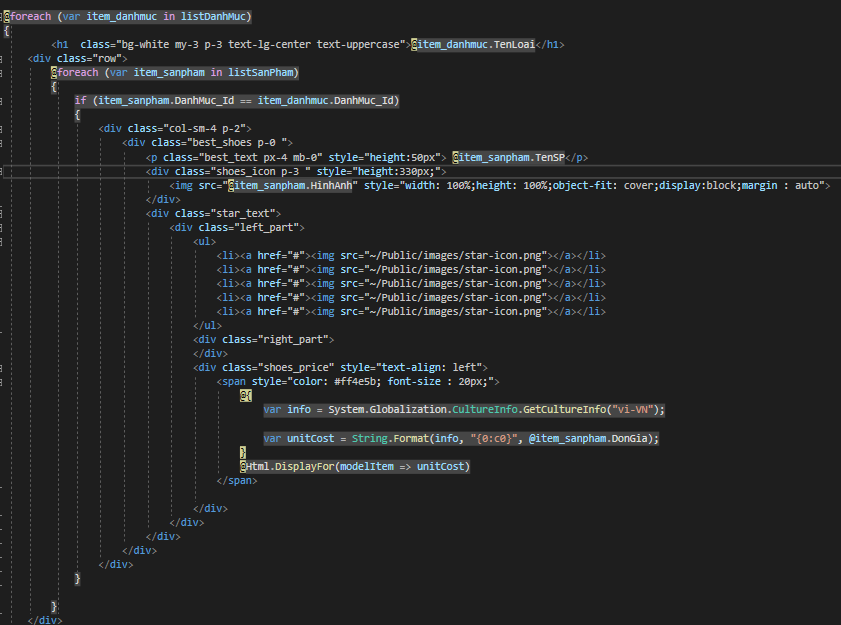 @foreach (var item_danhmuc in listDanhMuc)
{
<h1  class="bg-white my-3 p-3 text-lg-center text-uppercase">@item_danhmuc.TenLoai</h1>
<div class="row">
@foreach (var item_sanpham in listSanPham)
{
if (item_sanpham.DanhMuc_Id == item_danhmuc.DanhMuc_Id)
{
<div class="col-sm-4 p-2">
<div class="best_shoes p-0 ">
<p class="best_text px-4 mb-0" style="height:50px"> @item_sanpham.TenSP</p>
<div class="shoes_icon p-3 " style="height:330px;">
<img src="@item_sanpham.HinhAnh" style="width: 100%;height: 100%;object-fit: cover;display:block;margin : auto">
</div>
<div class="star_text">
<div class="left_part">
<ul>
<li><a href="#"><img src="~/Public/images/star-icon.png"></a></li>
<li><a href="#"><img src="~/Public/images/star-icon.png"></a></li>
<li><a href="#"><img src="~/Public/images/star-icon.png"></a></li>
<li><a href="#"><img src="~/Public/images/star-icon.png"></a></li>
<li><a href="#"><img src="~/Public/images/star-icon.png"></a></li>
</ul>
<div class="right_part">
</div>
<div class="shoes_price" style="text-align: left">
<span style="color: #ff4e5b; font-size : 20px;">
@{
var info = System.Globalization.CultureInfo.GetCultureInfo("vi-VN");
var unitCost = String.Format(info, "{0:c0}", @item_sanpham.DonGia);
}
@Html.DisplayFor(modelItem => unitCost)
</span>
</div>
</div>
</div>
</div>
</div>
}
}
</div>